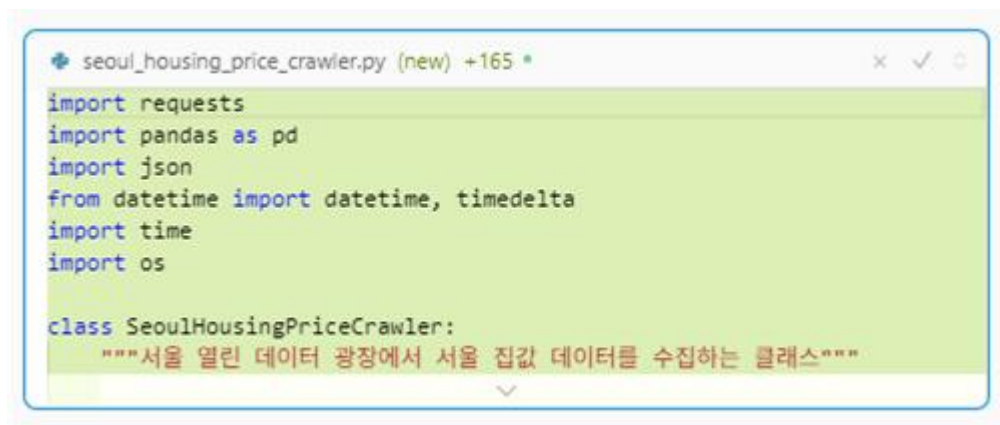 seoul_housing_price_crawler.py (new) +165
import requests
import pandas as pd
import json
from datetime import datetime, timedelta
import time
import os
class SeoulHousingPriceCrawler:
"""서울 열린 데이터 광장에서 서울 집값 데이터를 수집하는 클래스"""